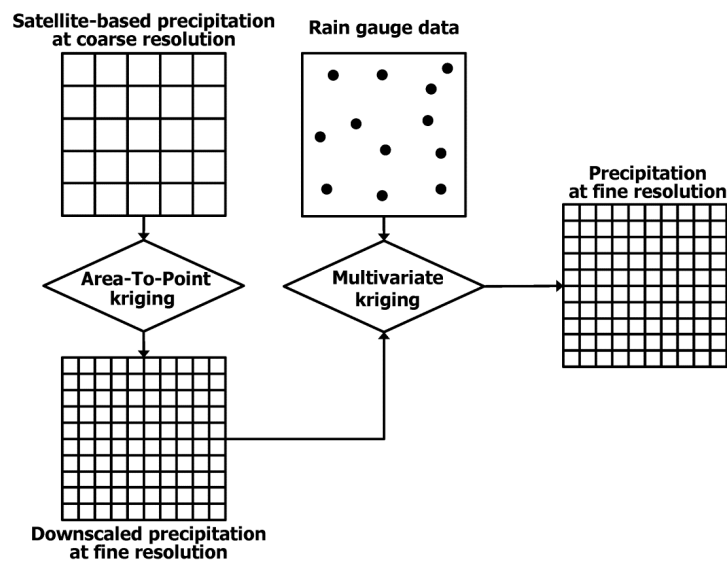 Satellite-based precipitation
at coarse resolution
Rain gauge data
Precipitation
at fine resolution
Area-To-Point
kriging
Multivariate
kriging
Downscaled precipitation
at fine resolution